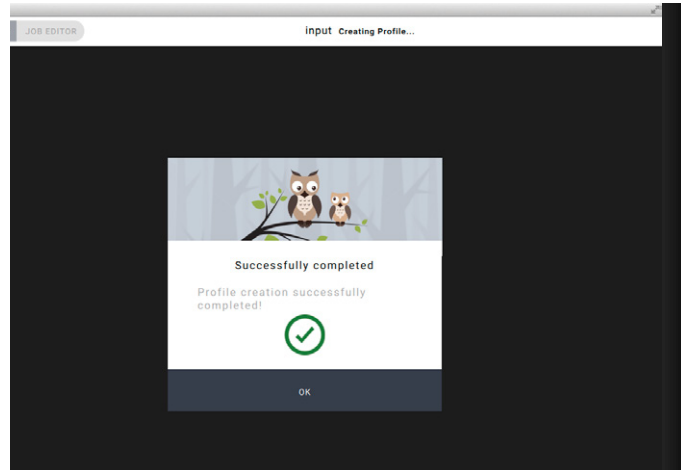 JOB EDITOR
input Creating Profile...
Successfully completed
Profile creation successfully
completed!
OK